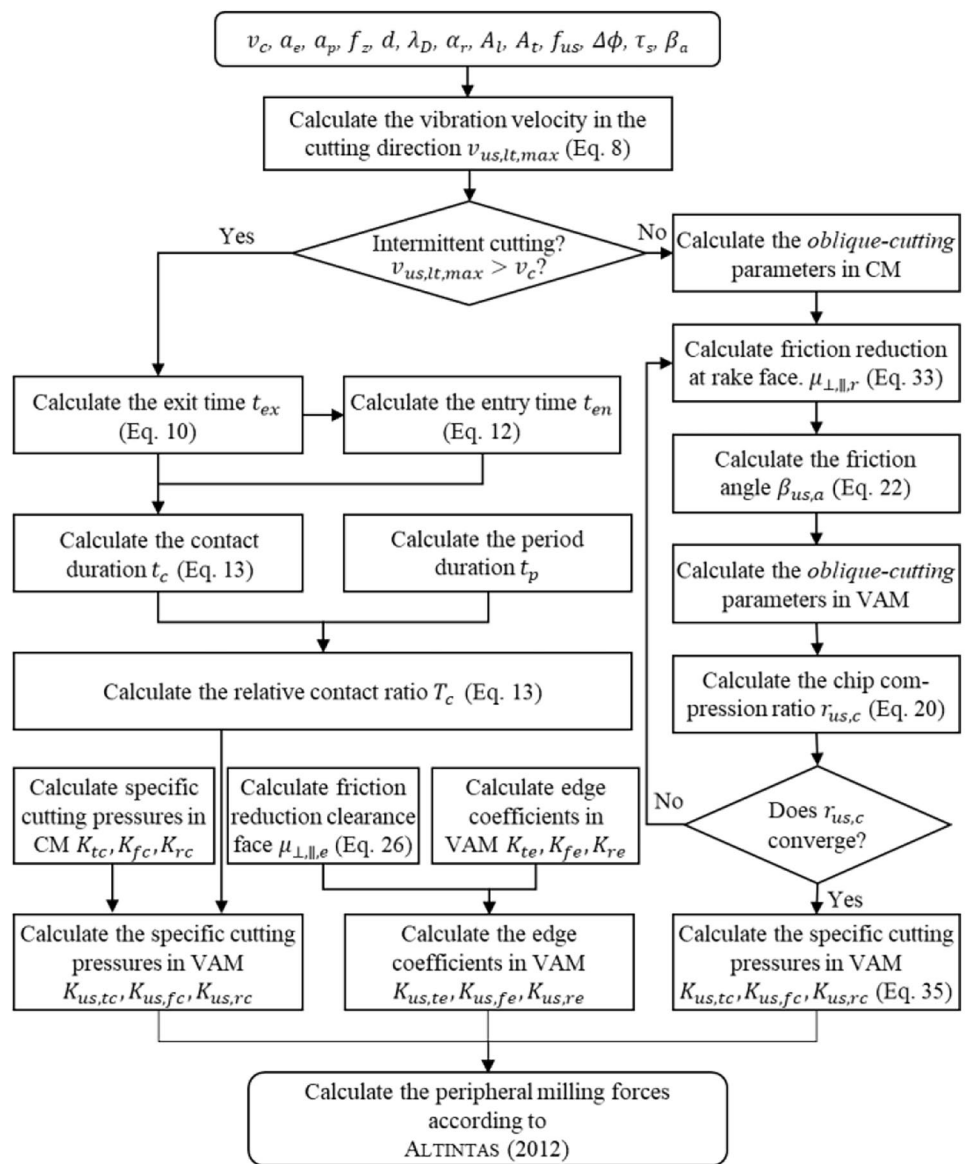 v_c, a_e, a_p, f_z, d, λ_D, α_r, A_l, A_t, f_us, Δϕ, τ_s, β_a
Calculate the vibration velocity in the
cutting direction v_us,lt,max (Eq. 8)
Yes
Intermittent cutting?
v_us,lt,max > v_c?
No
Calculate the oblique-cutting
parameters in CM
Calculate friction reduction
at rake face. μ_⊥,∥,r (Eq. 33)
Calculate the exit time t_ex
(Eq. 10)
Calculate the entry time t_en
(Eq. 12)
Calculate the friction
angle β_us,a (Eq. 22)
Calculate the contact
duration t_c (Eq. 13)
Calculate the period
duration t_p
Calculate the oblique-cutting
parameters in VAM
Calculate the relative contact ratio T_c (Eq. 13)
Calculate the chip com-
pression ratio r_us,c (Eq. 20)
Calculate specific
cutting pressures in
CM K_tc, K_fc, K_rc
Calculate friction
reduction clearance
face μ_⊥,∥,e (Eq. 26)
Calculate edge
coefficients in
VAM K_te, K_fe, K_re
No
Does r_us,c
converge?
Yes
Calculate the specific cutting
pressures in VAM
K_us,tc, K_us,fc, K_us,rc
Calculate the edge
coefficients in VAM
K_us,te, K_us,fe, K_us,re
Calculate the specific cutting
pressures in VAM
K_us,tc, K_us,fc, K_us,rc (Eq. 35)
Calculate the peripheral milling forces
according to
ALTINTAS (2012)